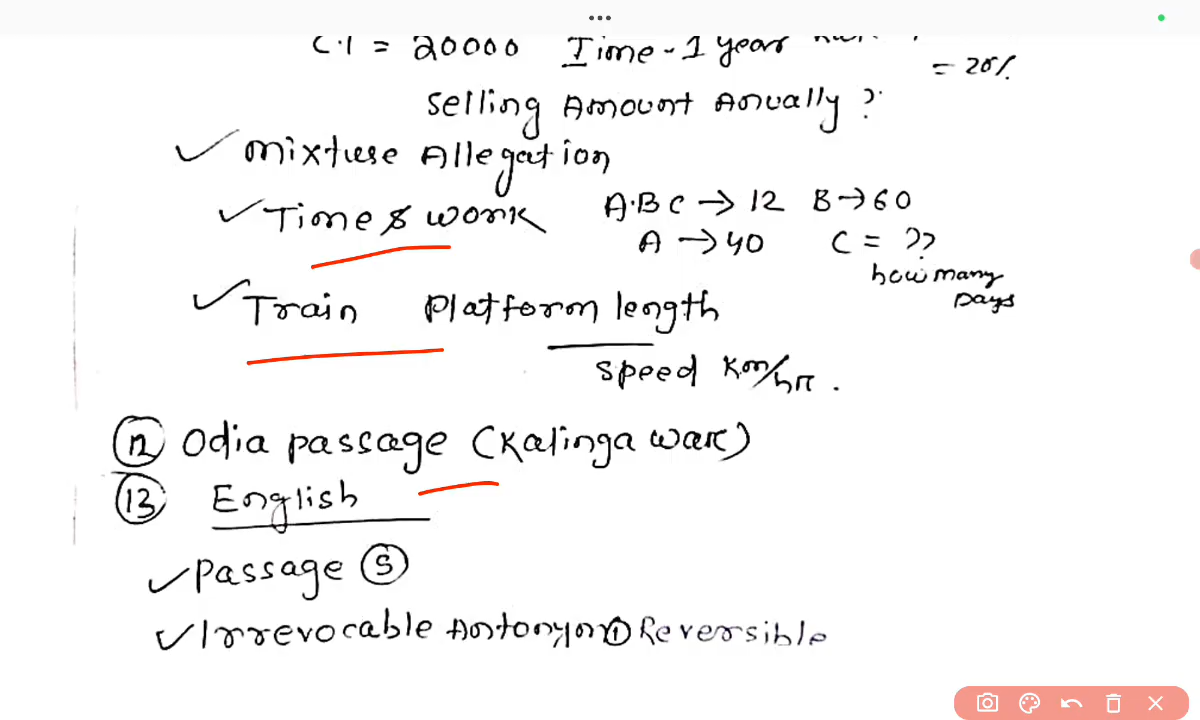 C.I = 20000 Time - 1 year
= 20%
Selling Amount Anually ?
✓ Mixture Allegation
✓ Time & work A.B C → 12 B → 60
A → 40 C = ??
how many
Days
✓ Train Platform length
Speed Km/hr.
12 Odia passage (Kalinga war)
13 English
✓ Passage 5
✓ Irrevocable Antonym 1 Reversible